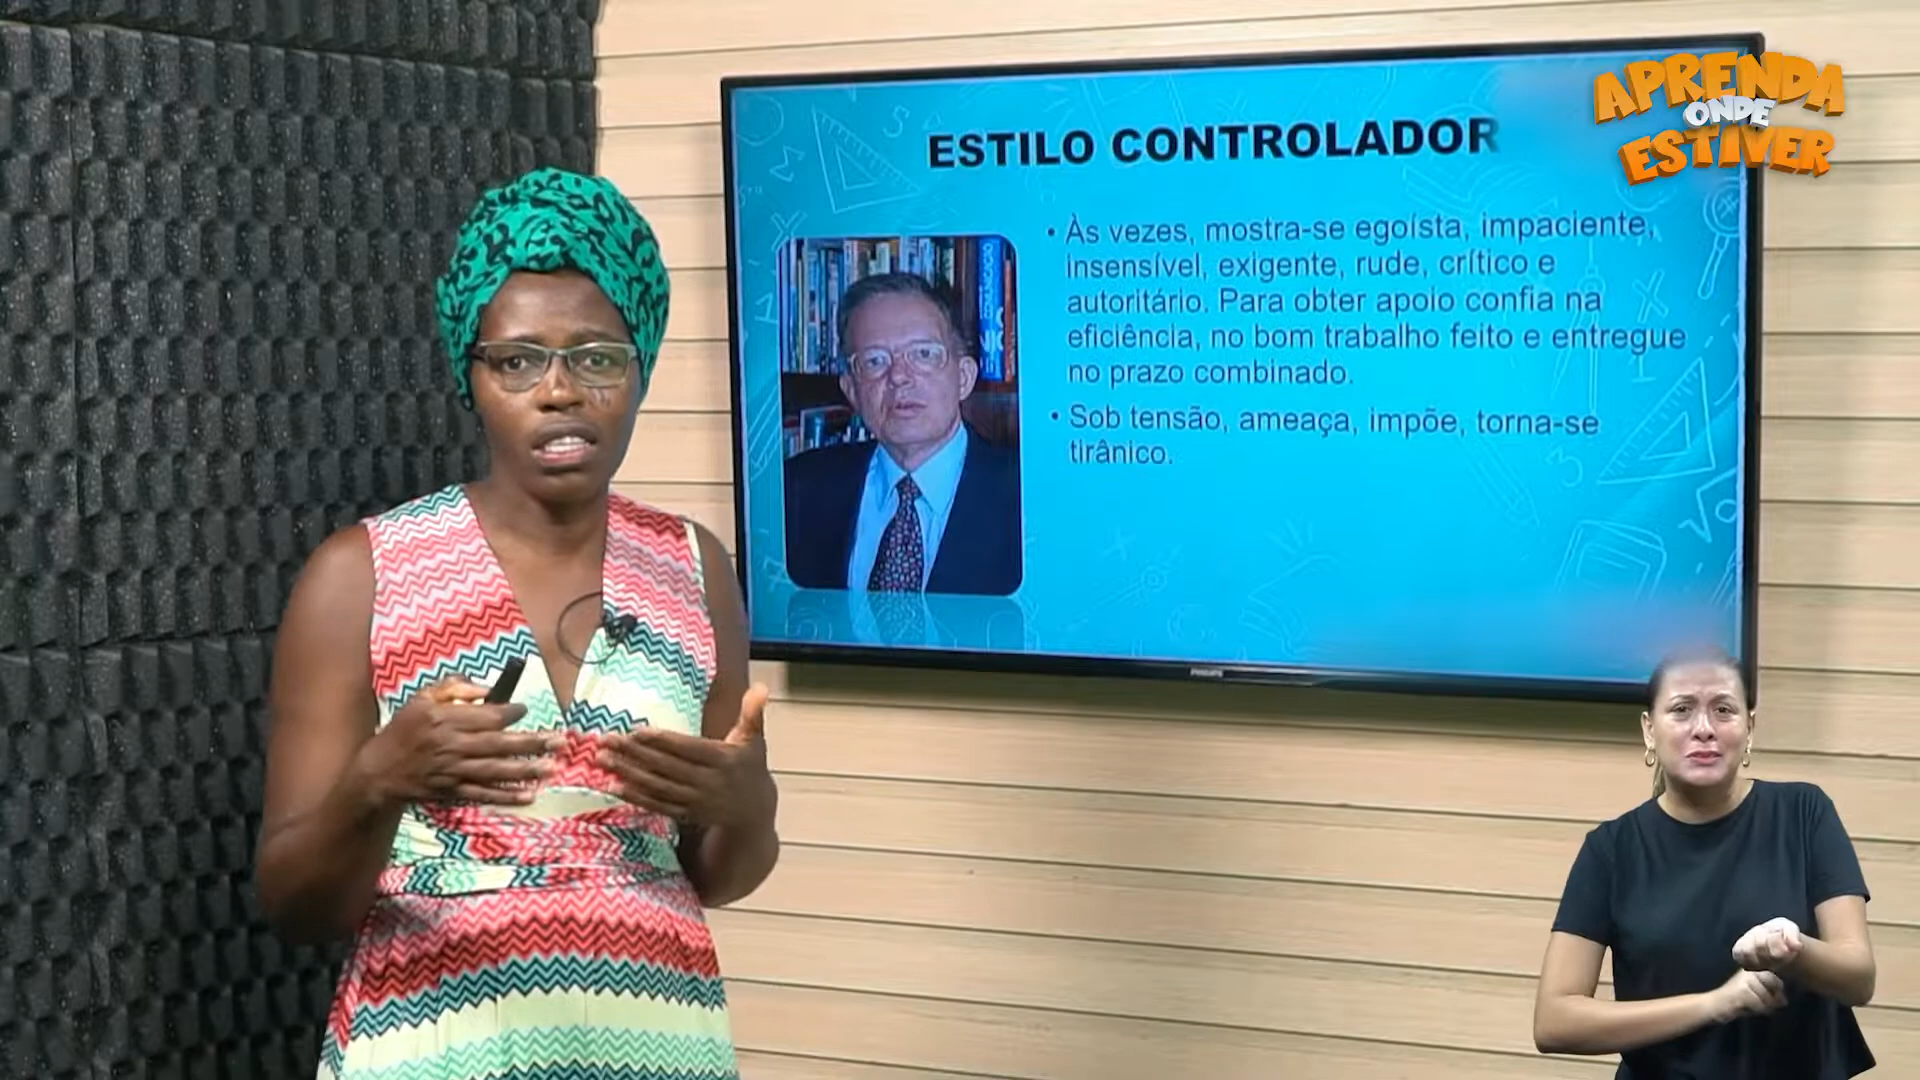 APRENDA
ONDE
ESTIVER
ESTILO CONTROLADOR
• Às vezes, mostra-se egoísta, impaciente,
insensível, exigente, rude, crítico e
autoritário. Para obter apoio confia na
eficiência, no bom trabalho feito e entregue
no prazo combinado.
• Sob tensão, ameaça, impõe, torna-se
tirânico.
PHILIPS